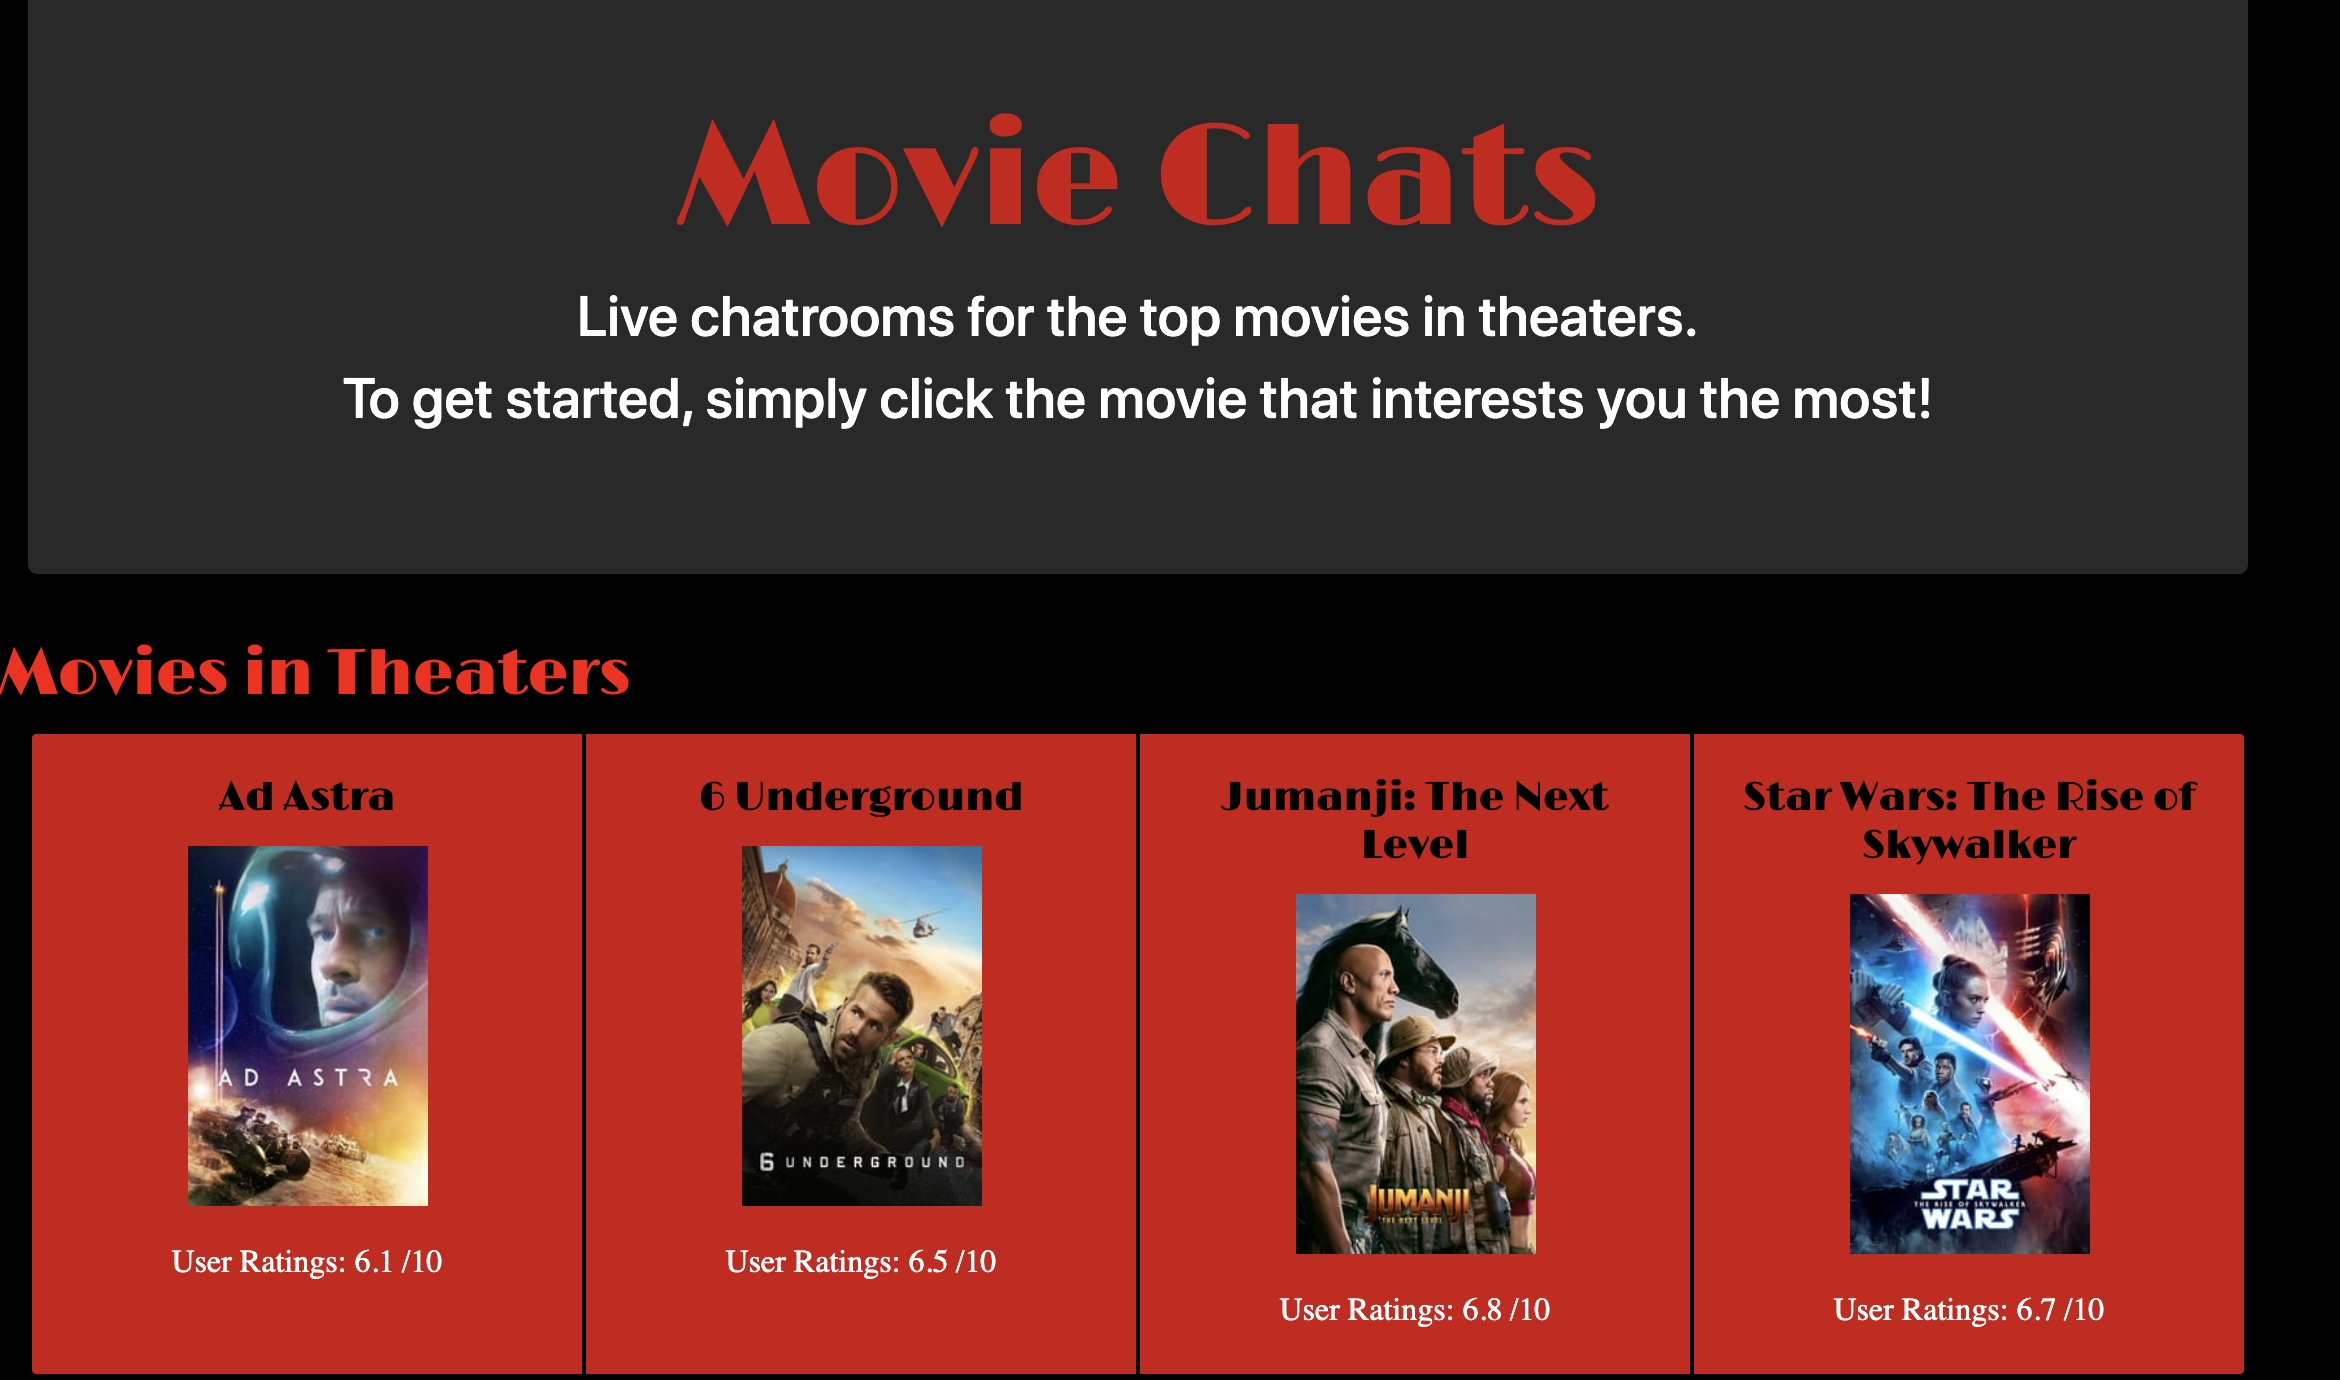 Movie Chats
Live chatrooms for the top movies in theaters.
To get started, simply click the movie that interests you the most!
Movies in Theaters
Ad Astra
AD ASTRA
User Ratings: 6.1 /10
6 Underground
6 UNDERGROUND
User Ratings: 6.5 /10
Jumanji: The Next
Level
JUMANJI
THE NEXT LEVEL
User Ratings: 6.8 /10
Star Wars: The Rise of
Skywalker
STAR
THE RISE OF SKYWALKER
WARS
User Ratings: 6.7 /10